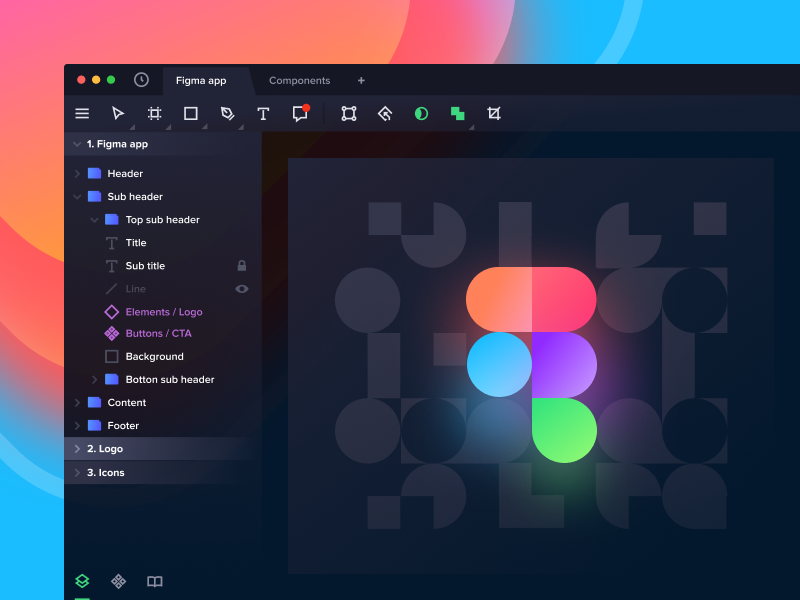 Figma app
Components
1. Figma app
Header
Sub header
Top sub header
Title
Sub title
Line
Elements / Logo
Buttons / CTA
Background
Botton sub header
Content
Footer
2. Logo
3. Icons